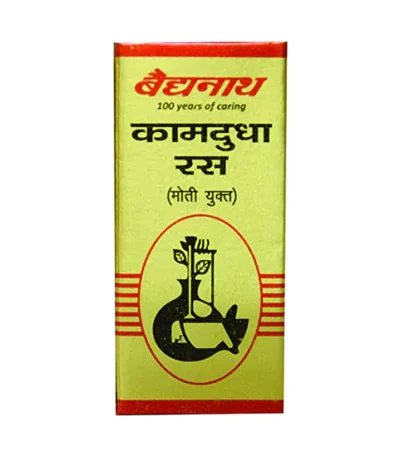 बैद्यनाथ
100 years of caring
कामदुधा
रस
(मोती युक्त)